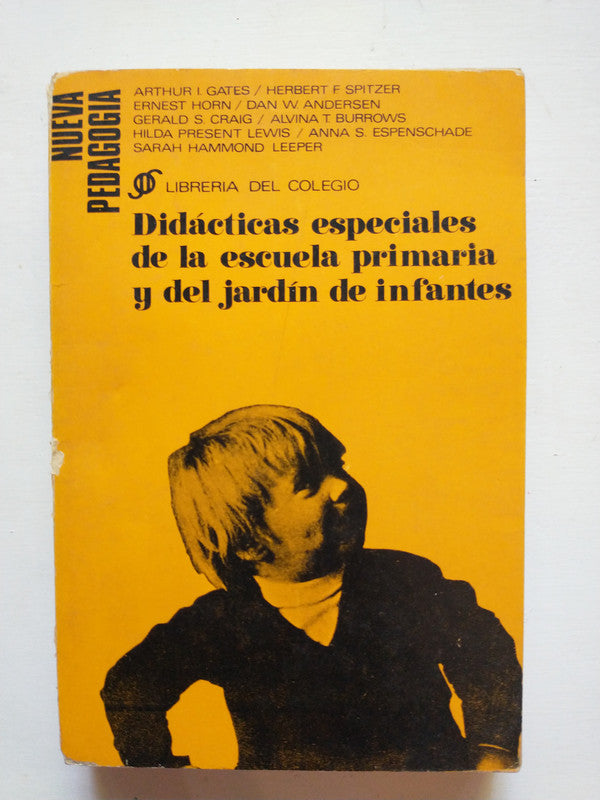 NUEVA
PEDAGOGIA
ARTHUR I. GATES / HERBERT F SPITZER
ERNEST HORN / DAN W. ANDERSEN
GERALD S. CRAIG / ALVINA T. BURROWS
HILDA PRESENT LEWIS / ANNA S. ESPENSCHADE
SARAH HAMMOND LEEPER
LIBRERIA DEL COLEGIO
Didácticas especiales
de la escuela primaria
y del jardín de infantes